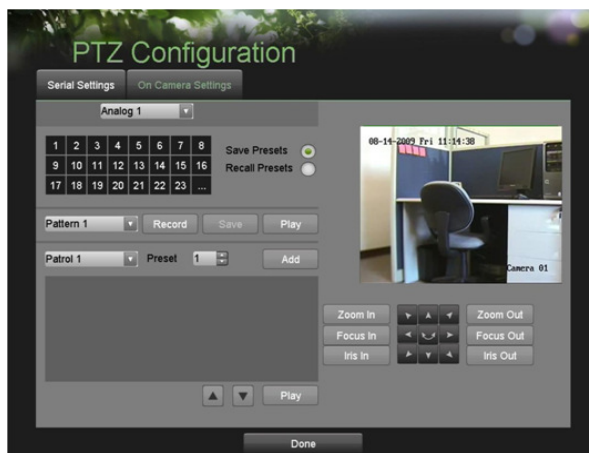 PTZ Configuration
Serial Settings On Camera Settings
Analog 1
1 2 3 4 5 6 7 8
9 10 11 12 13 14 15 16
17 18 19 20 21 22 23 ...
Save Presets
Recall Presets
Pattern 1 Record Save Play
Patrol 1 Preset 1 Add
Play
08-14-2009 Fri 11:14:38
Camera 01
Zoom In Zoom Out
Focus In Focus Out
Iris In Iris Out
Done